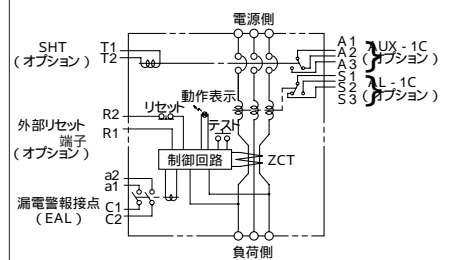 電源側
SHT
(オプション)
T1
T2
A1
A2
A3
AUX-1C
(オプション)
S1
S2
S3
AL-1C
(オプション)
動作表示
リセット
テスト
R2
R1
外部リセット
端子
(オプション)
制御回路
ZCT
a2
a1
漏電警報接点
(EAL)
C1
C2
負荷側